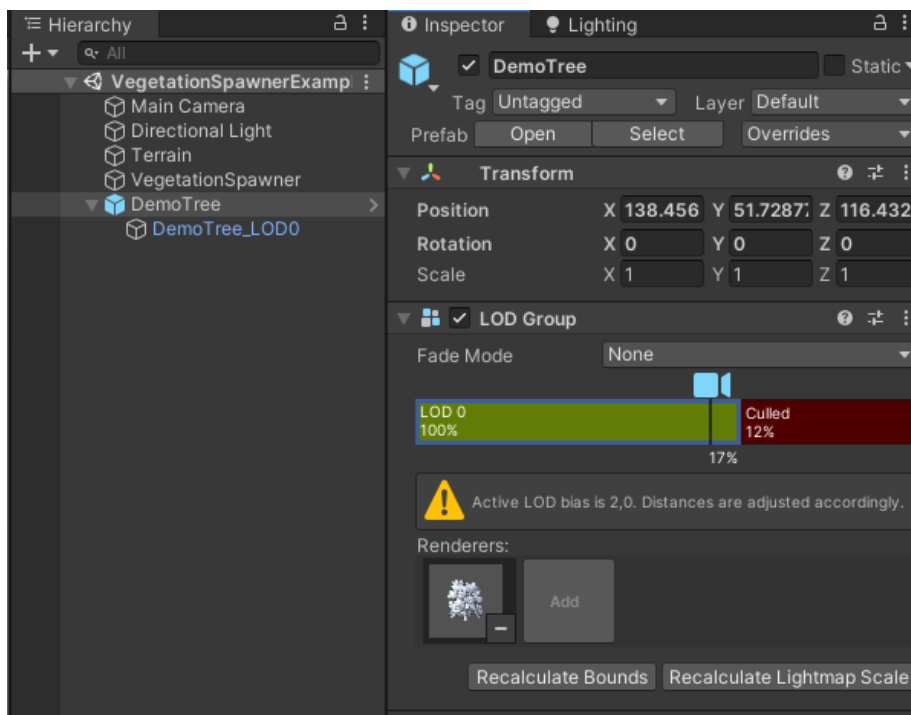 Hierarchy
All
VegetationSpawnerExampl
Main Camera
Directional Light
Terrain
VegetationSpawner
DemoTree
DemoTree_LOD0
Inspector Lighting
DemoTree Static
Tag Untagged Layer Default
Prefab Open Select Overrides
Transform
Position X 138.456 Y 51.72877 Z 116.432
Rotation X 0 Y 0 Z 0
Scale X 1 Y 1 Z 1
LOD Group
Fade Mode None
LOD 0 Culled
100% 12%
17%
Active LOD bias is 2,0. Distances are adjusted accordingly.
Renderers:
Add
Recalculate Bounds Recalculate Lightmap Scale